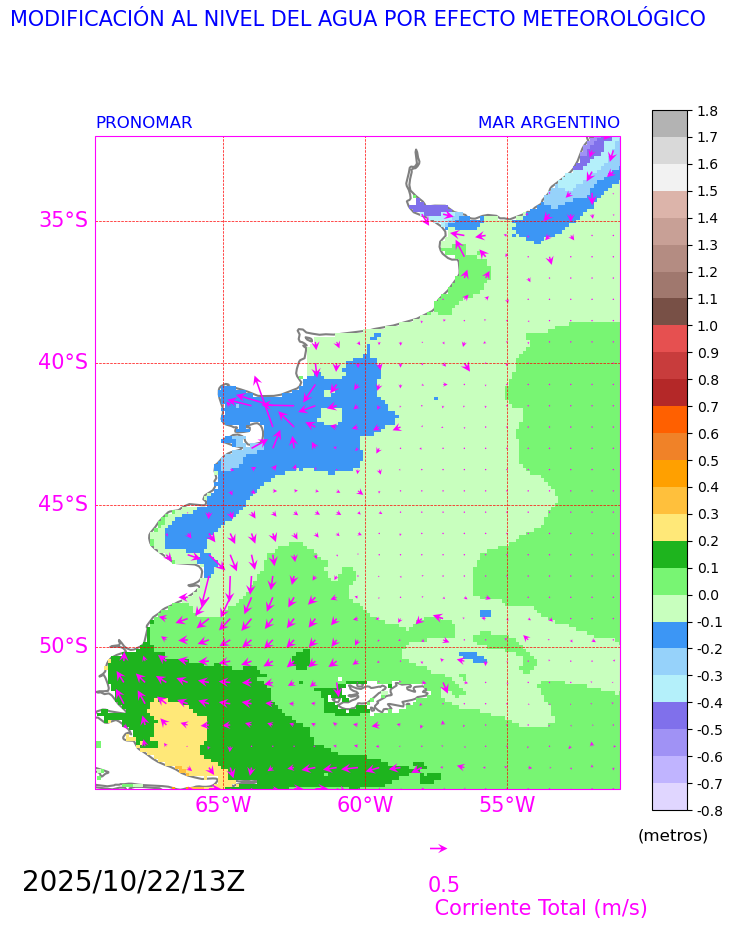 MODIFICACIÓN AL NIVEL DEL AGUA POR EFECTO METEOROLÓGICO
PRONOMAR
MAR ARGENTINO
35°S
40°S
45°S
50°S
65°W
60°W
55°W
1.8
1.7
1.6
1.5
1.4
1.3
1.2
1.1
1.0
0.9
0.8
0.7
0.6
0.5
0.4
0.3
0.2
0.1
0.0
-0.1
-0.2
-0.3
-0.4
-0.5
-0.6
-0.7
-0.8
(metros)
2025/10/22/13Z
0.5
Corriente Total (m/s)